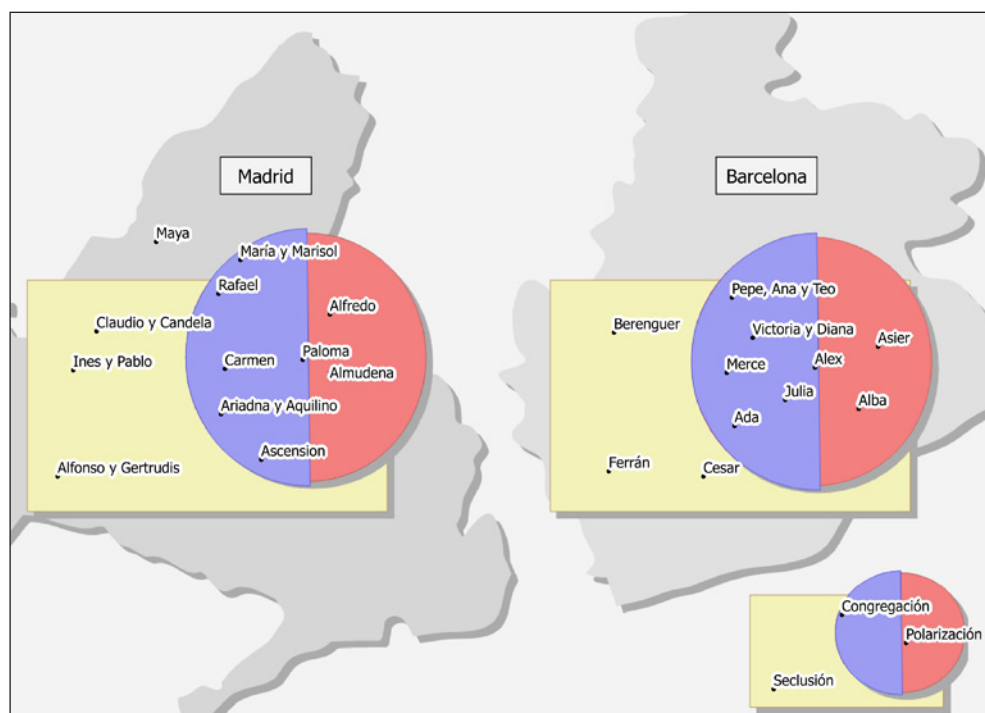 Madrid
Maya
María y Marisol
Rafael
Alfredo
Claudio y Candela
Paloma
Ines y Pablo
Carmen
Almudena
Ariadna y Aquilino
Ascension
Alfonso y Gertrudis
Barcelona
Pepe, Ana y Teo
Berenguer
Victoria y Diana
Asier
Merce
Alex
Julia
Alba
Ada
Ferrán
Cesar
Congregación
Polarización
Seclusión